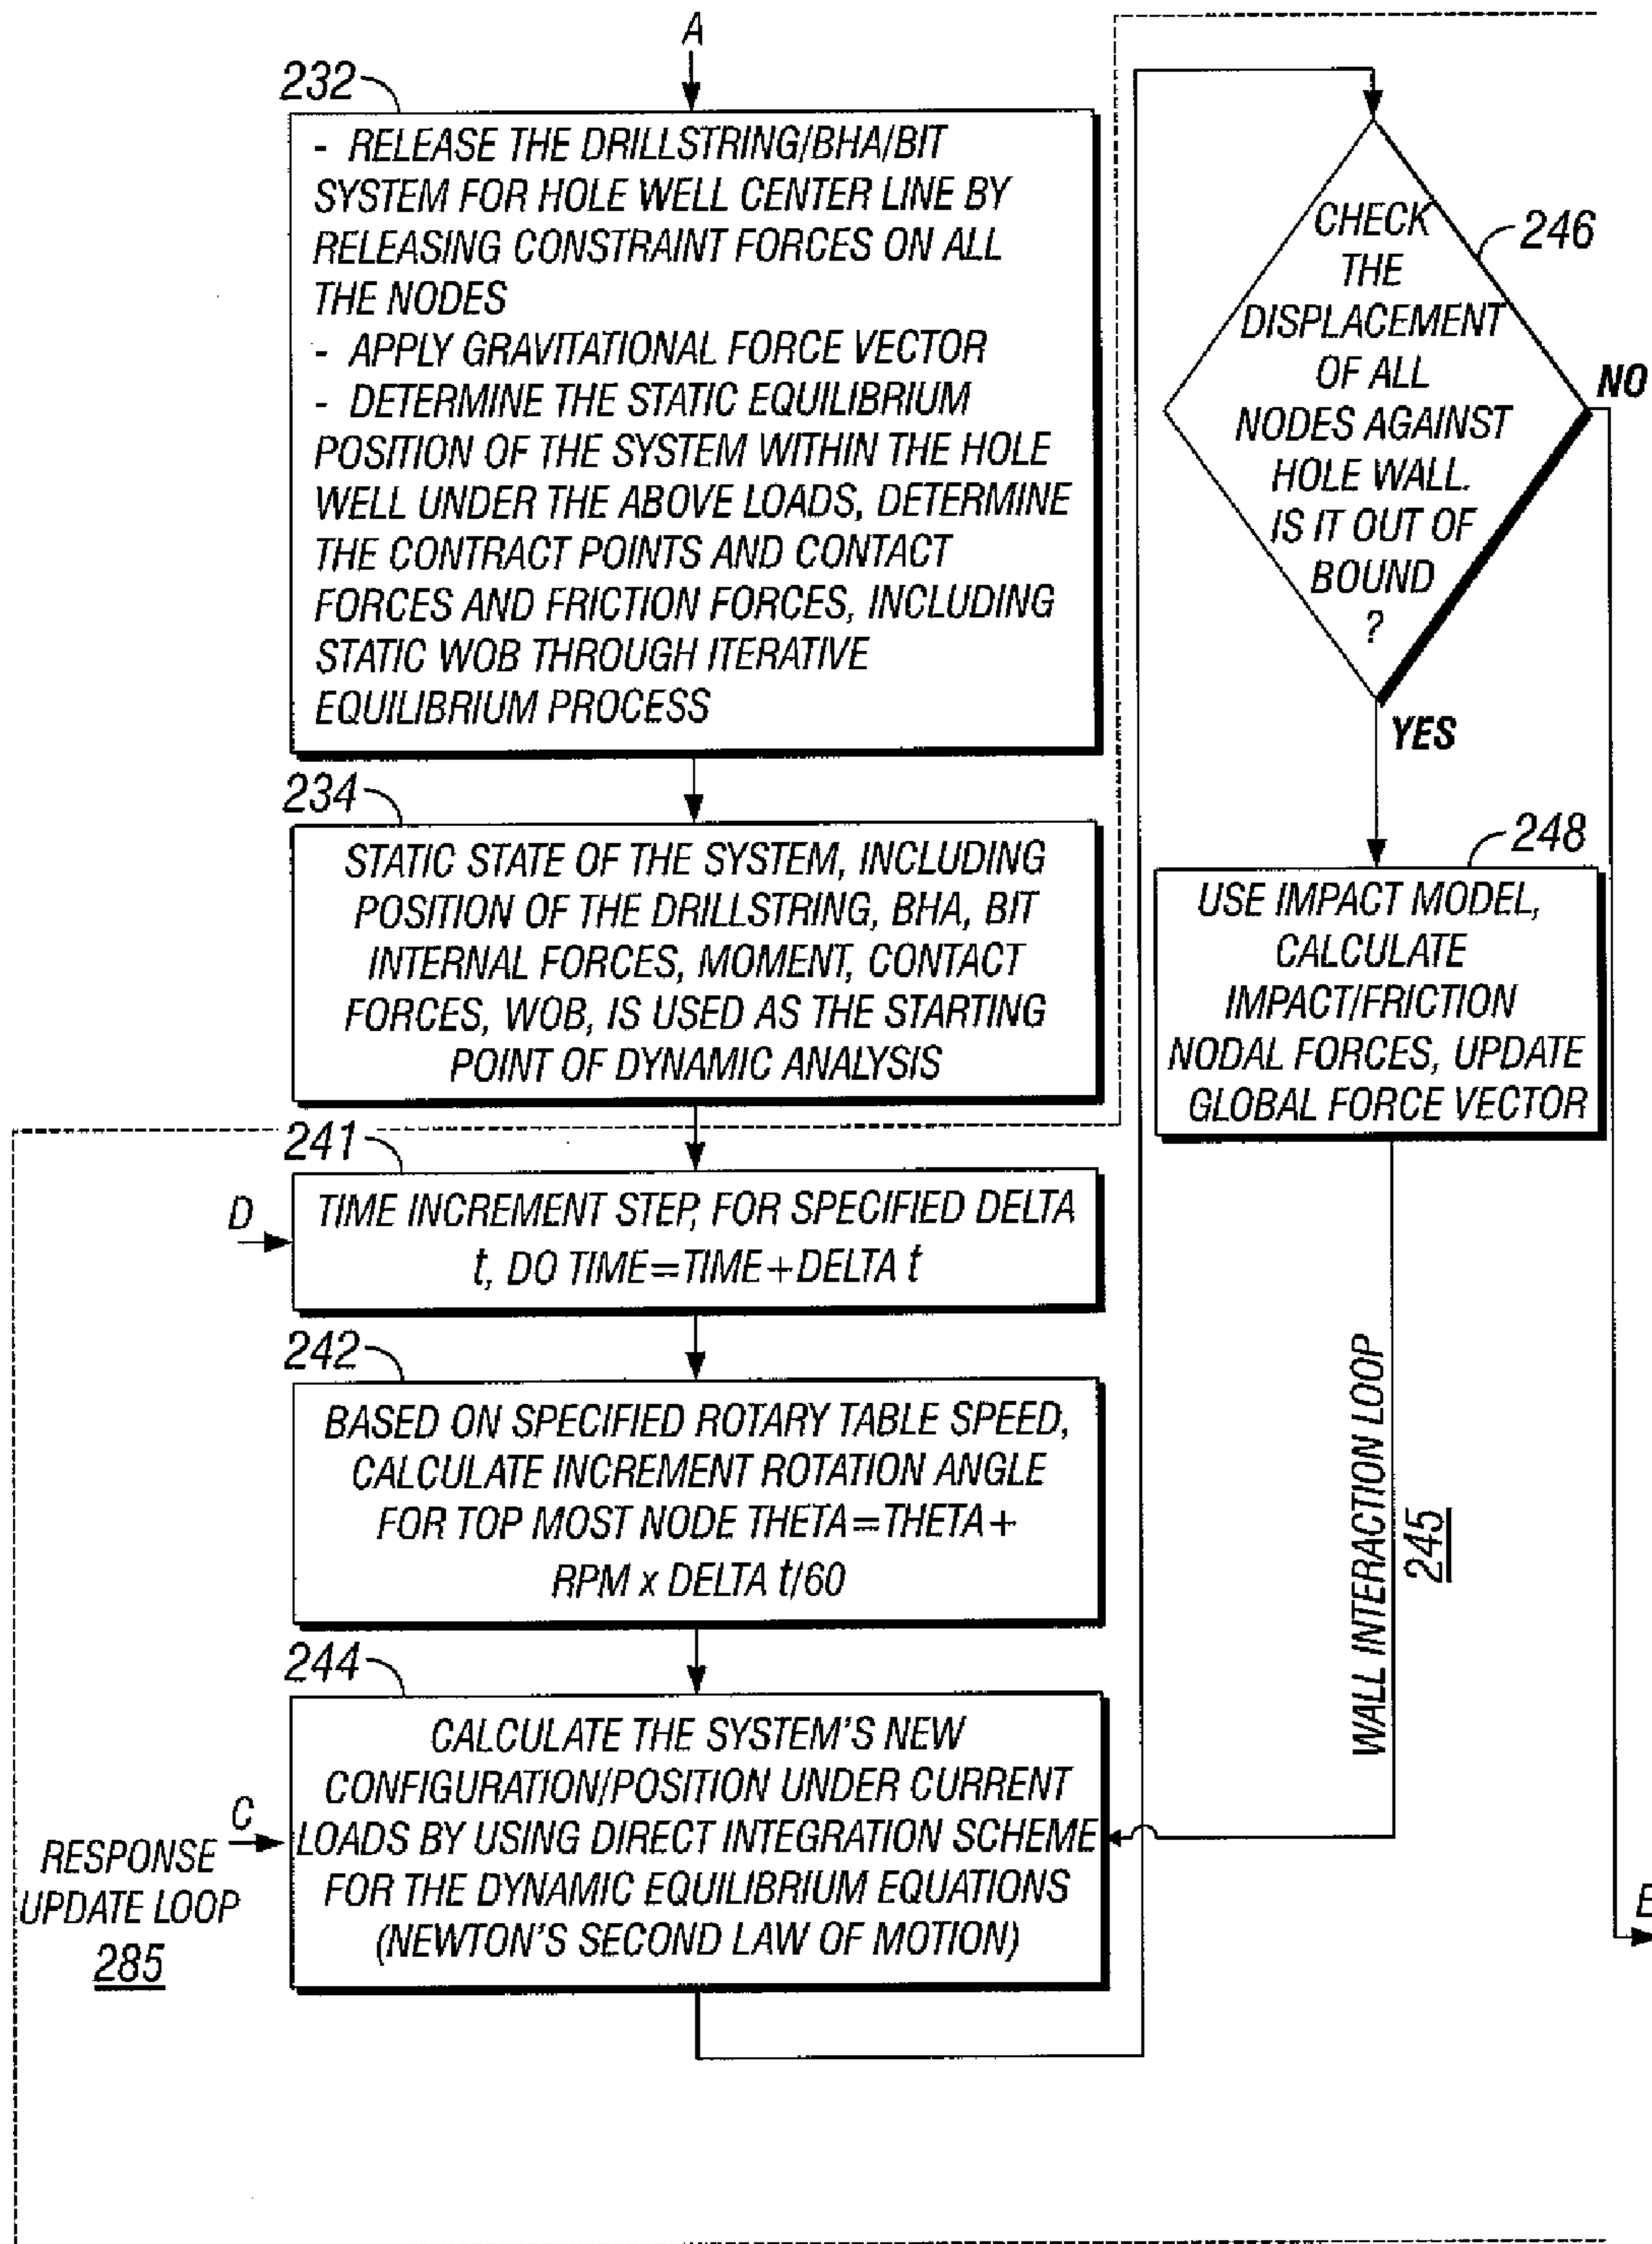 A
232
- RELEASE THE DRILLSTRING/BHA/BIT
SYSTEM FOR HOLE WELL CENTER LINE BY
RELEASING CONSTRAINT FORCES ON ALL
THE NODES
- APPLY GRAVITATIONAL FORCE VECTOR
- DETERMINE THE STATIC EQUILIBRIUM
POSITION OF THE SYSTEM WITHIN THE HOLE
WELL UNDER THE ABOVE LOADS, DETERMINE
THE CONTRACT POINTS AND CONTACT
FORCES AND FRICTION FORCES, INCLUDING
STATIC WOB THROUGH ITERATIVE
EQUILIBRIUM PROCESS
234
STATIC STATE OF THE SYSTEM, INCLUDING
POSITION OF THE DRILLSTRING, BHA, BIT
INTERNAL FORCES, MOMENT, CONTACT
FORCES, WOB, IS USED AS THE STARTING
POINT OF DYNAMIC ANALYSIS
241
D
TIME INCREMENT STEP, FOR SPECIFIED DELTA
t, DO TIME=TIME+DELTA t
242
BASED ON SPECIFIED ROTARY TABLE SPEED,
CALCULATE INCREMENT ROTATION ANGLE
FOR TOP MOST NODE THETA=THETA+
RPM x DELTA t/60
244
C
CALCULATE THE SYSTEM'S NEW
CONFIGURATION/POSITION UNDER CURRENT
LOADS BY USING DIRECT INTEGRATION SCHEME
FOR THE DYNAMIC EQUILIBRIUM EQUATIONS
(NEWTON'S SECOND LAW OF MOTION)
RESPONSE
UPDATE LOOP
285
246
CHECK
THE
DISPLACEMENT
OF ALL
NODES AGAINST
HOLE WALL.
IS IT OUT OF
BOUND
?
NO
YES
248
USE IMPACT MODEL,
CALCULATE
IMPACT/FRICTION
NODAL FORCES, UPDATE
GLOBAL FORCE VECTOR
WALL INTERACTION LOOP
245